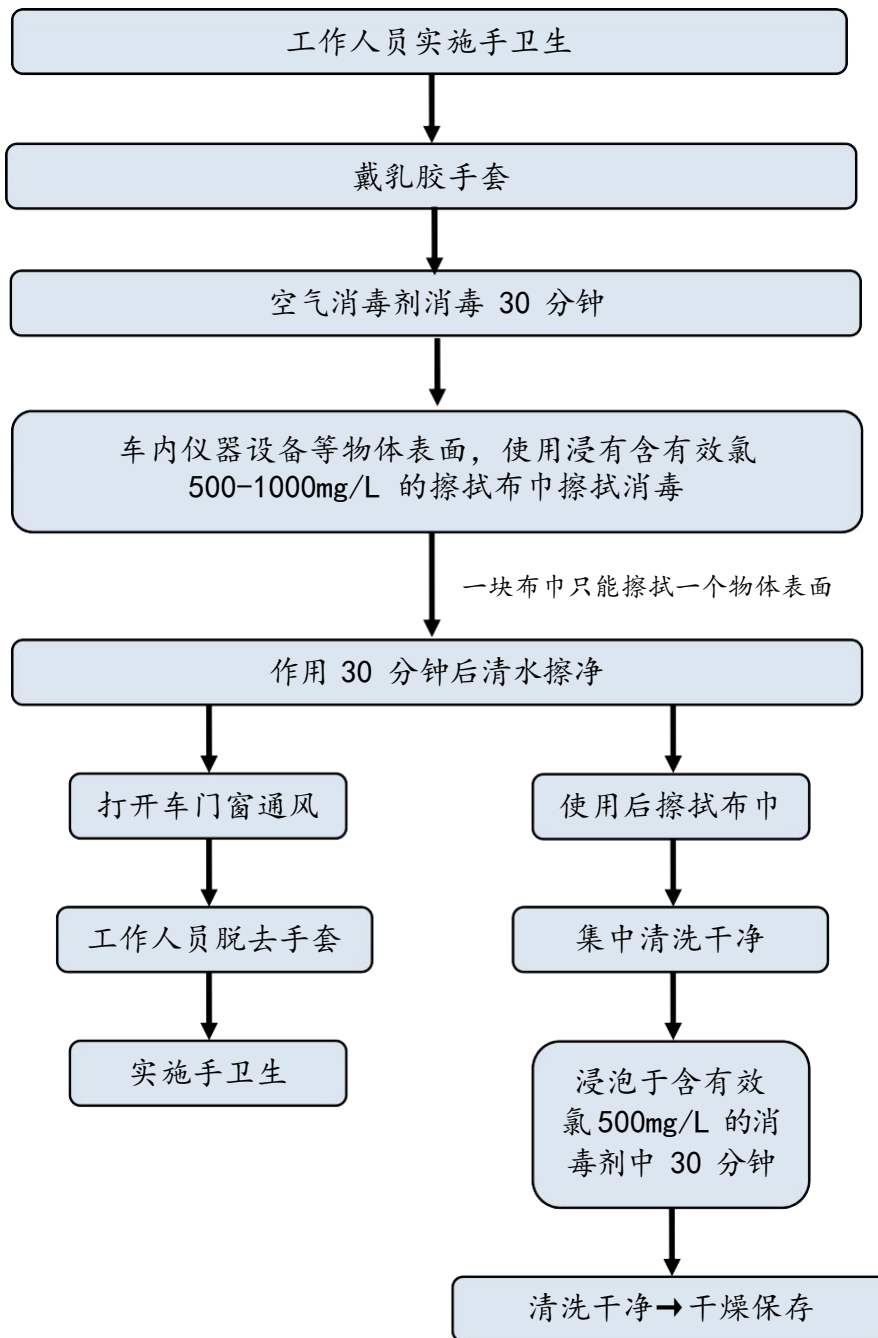 工作人员实施手卫生
戴乳胶手套
空气消毒剂消毒 30 分钟
车内仪器设备等物体表面，使用浸有含有效氯
500-1000mg/L 的擦拭布巾擦拭消毒
一块布巾只能擦拭一个物体表面
作用 30 分钟后清水擦净
打开车门窗通风
工作人员脱去手套
实施手卫生
使用后擦拭布巾
集中清洗干净
浸泡于含有效
氯500mg/L 的消
毒剂中 30 分钟
清洗干净→干燥保存